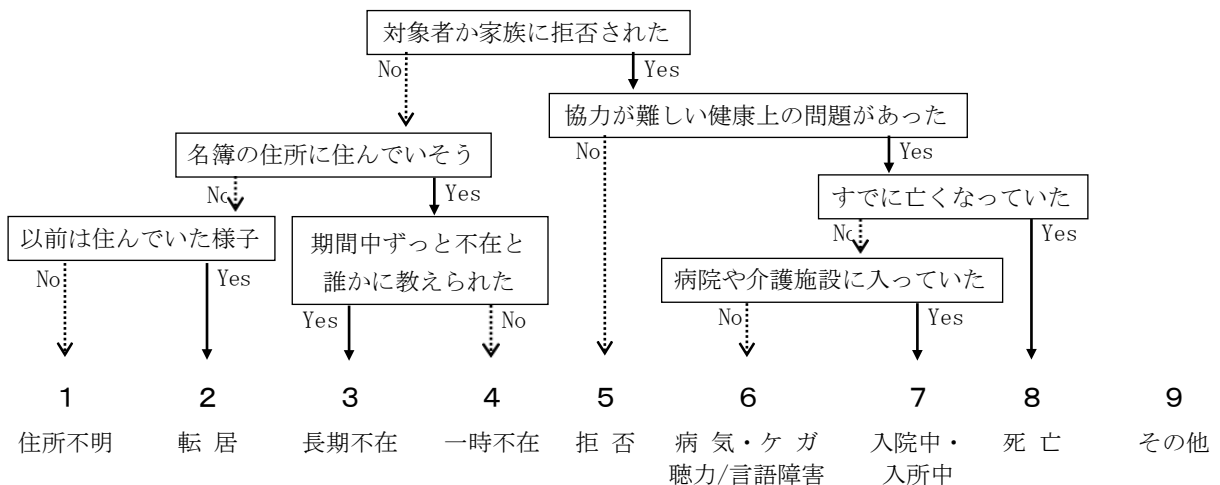 対象者か家族に拒否された
No
Yes
協力が難しい健康上の問題があった
名簿の住所に住んでいそう
No
Yes
No
Yes
すでに亡くなっていた
以前は住んでいた様子
期間中ずっと不在と
誰かに教えられた
No
Yes
病院や介護施設に入っていた
No
Yes
Yes
No
No
Yes
1
2
3
4
5
6
7
8
9
住所不明
転 居
長期不在
一時不在
拒 否
病 気・ケ ガ
聴力/言語障害
入院中・
入所中
死 亡
その他